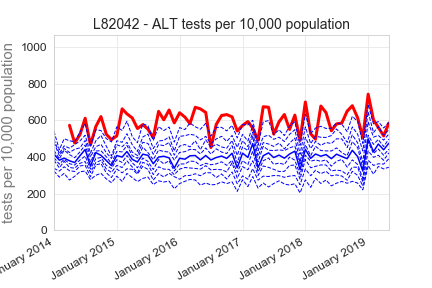 L82042 - ALT tests per 10,000 population
tests per 10,000 population
1000
800
600
400
200
0
nuary 2014
January 2015
January 2016
January 2017
January 2018
January 2019